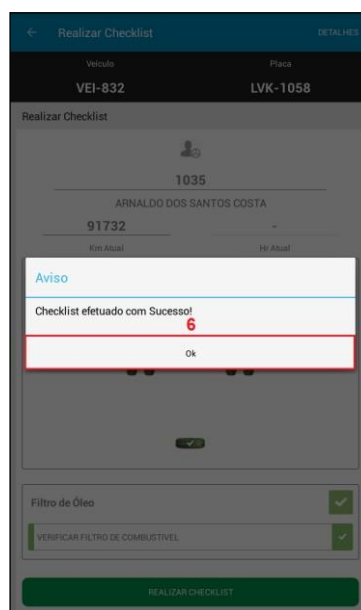 Realizar Checklist DETALHES
Veículo Placa
VEI-832 LVK-1058
Realizar Checklist
1035
ARNALDO DOS SANTOS COSTA
91732 -
Km Atual Hr Atual
Aviso
Checklist efetuado com Sucesso!
6
Ok
Filtro de Óleo
VERIFICAR FILTRO DE COMBUSTIVEL
REALIZAR CHECKLIST